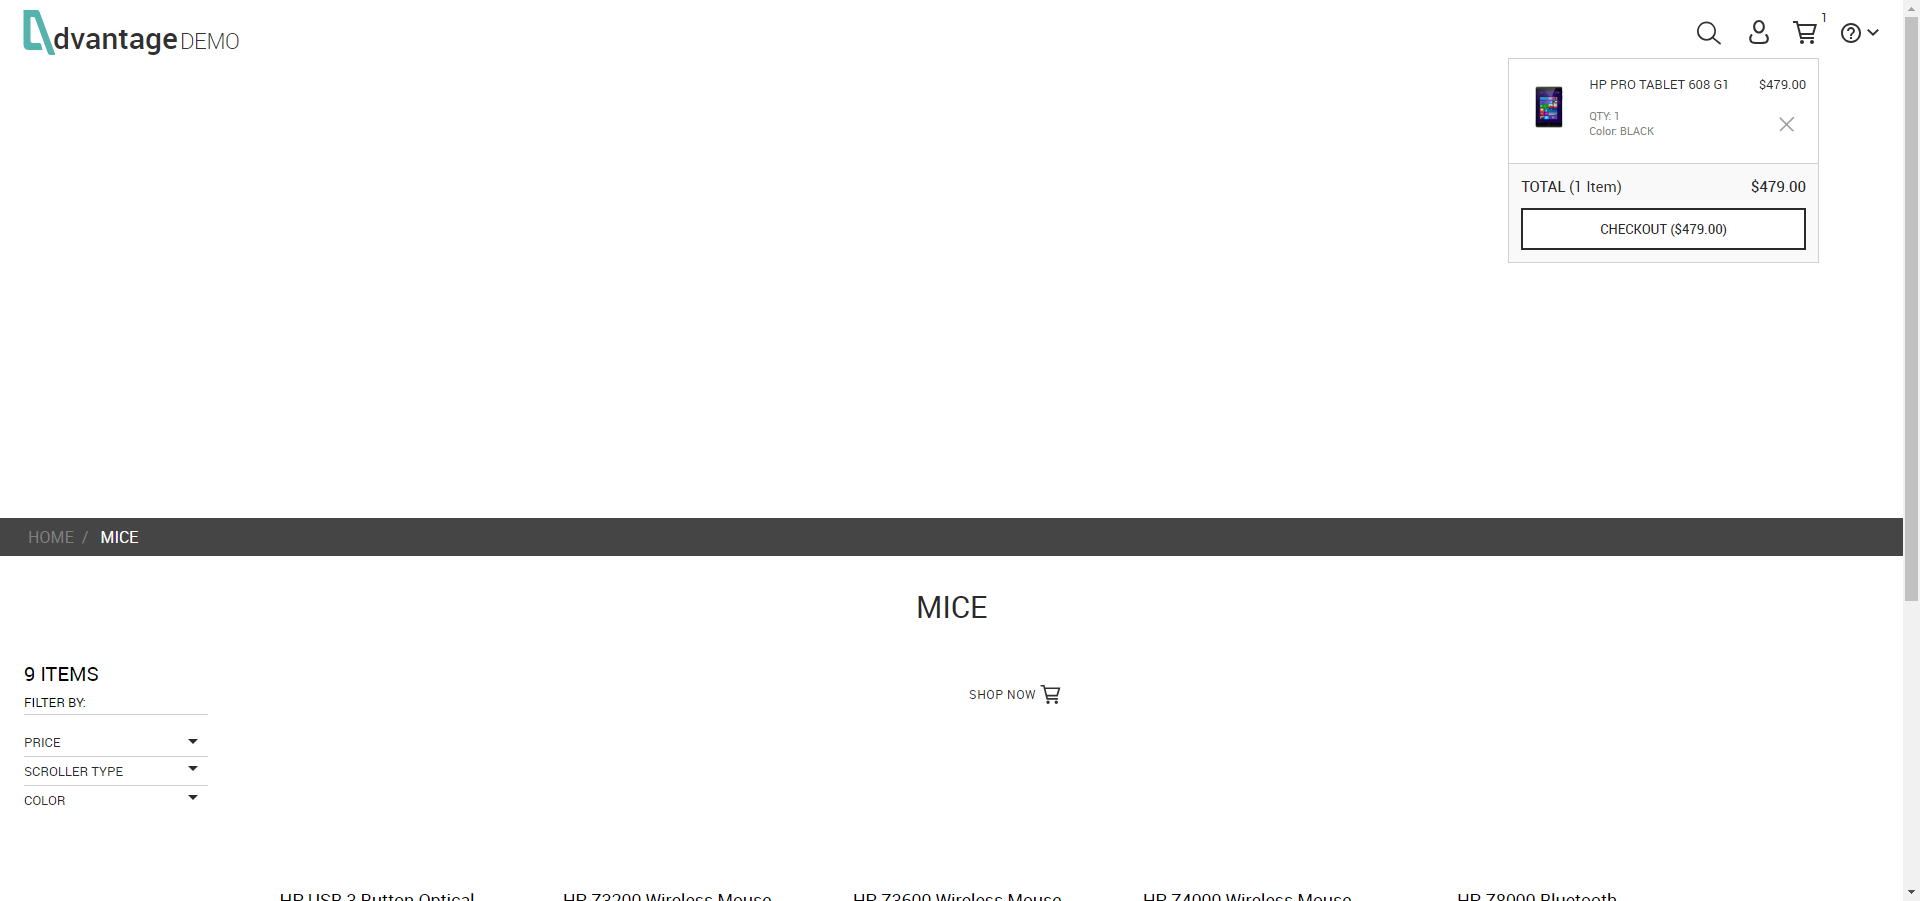 dvantage DEMO
1
HP PRO TABLET 608 G1 $479.00
QTY: 1
Color: BLACK
TOTAL (1 Item) $479.00
CHECKOUT ($479.00)
HOME / MICE
MICE
9 ITEMS
FILTER BY:
SHOP NOW
PRICE
SCROLLER TYPE
COLOR
HP USB 3 Button Optical
HP Z3200 Wireless Mouse
HP Z3600 Wireless Mouse
HP Z4000 Wireless Mouse
HP Z8000 Bluetooth